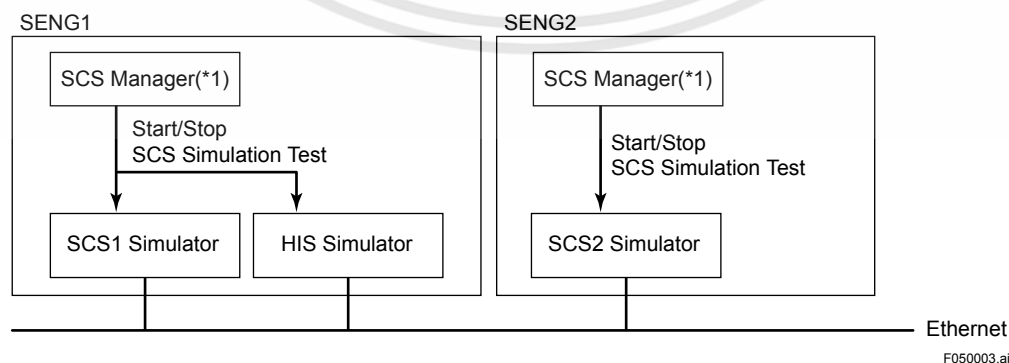 SENG1
SENG2
SCS Manager(*1)
SCS Manager(*1)
Start/Stop
SCS Simulation Test
Start/Stop
SCS Simulation Test
SCS1 Simulator
HIS Simulator
SCS2 Simulator
Ethernet
F050003.ai